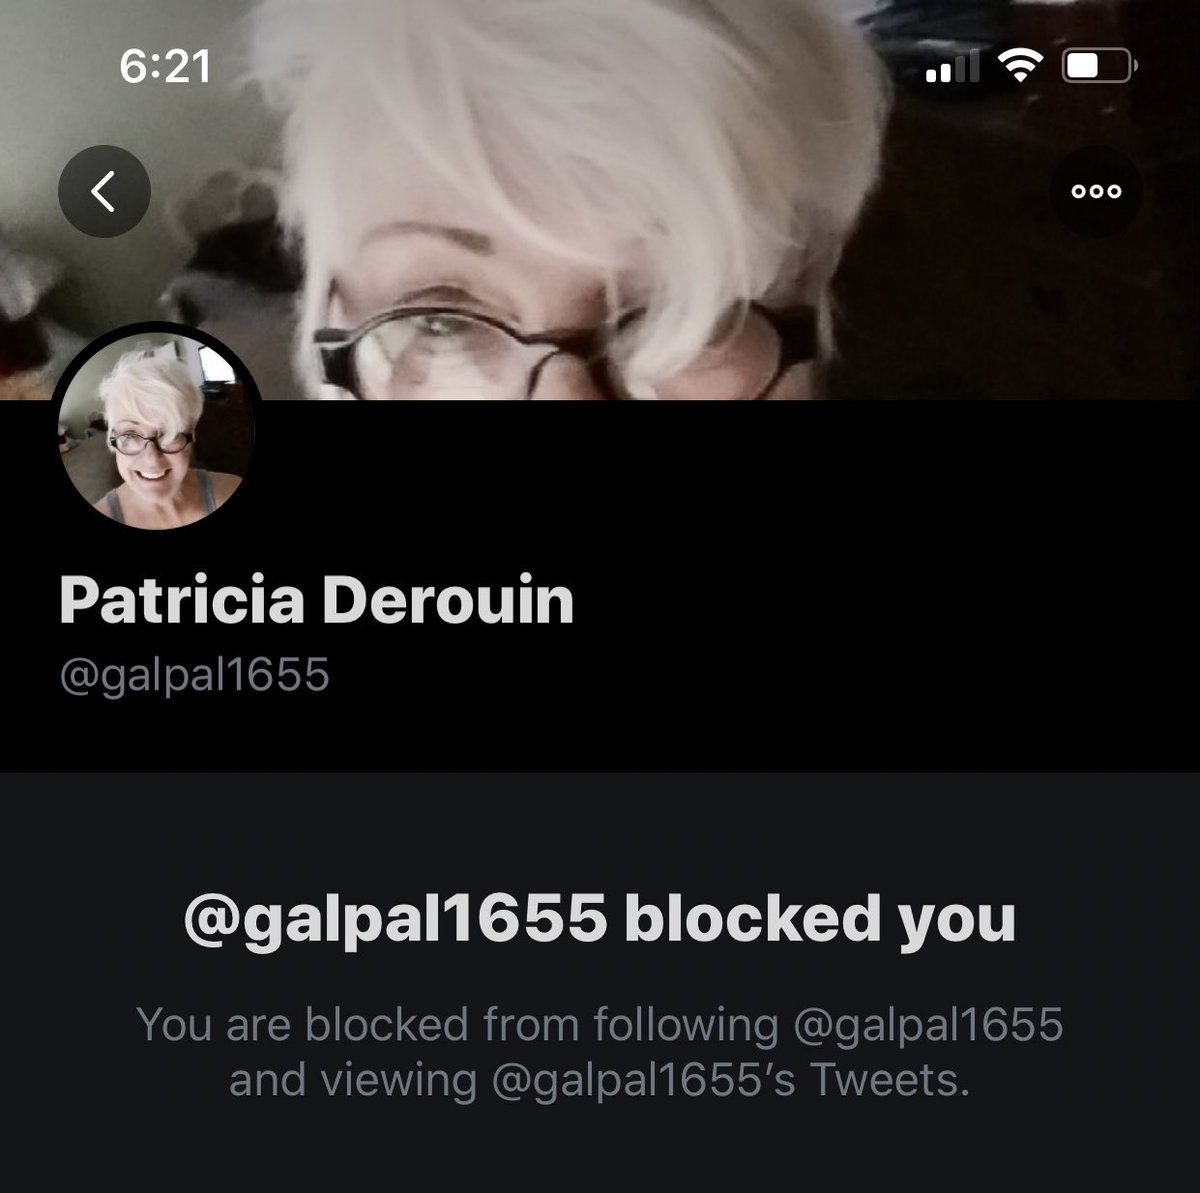 6:21
Patricia Derouin
@galpal1655
@galpal1655 blocked you
You are blocked from following @galpal1655
and viewing @galpal1655’s Tweets.